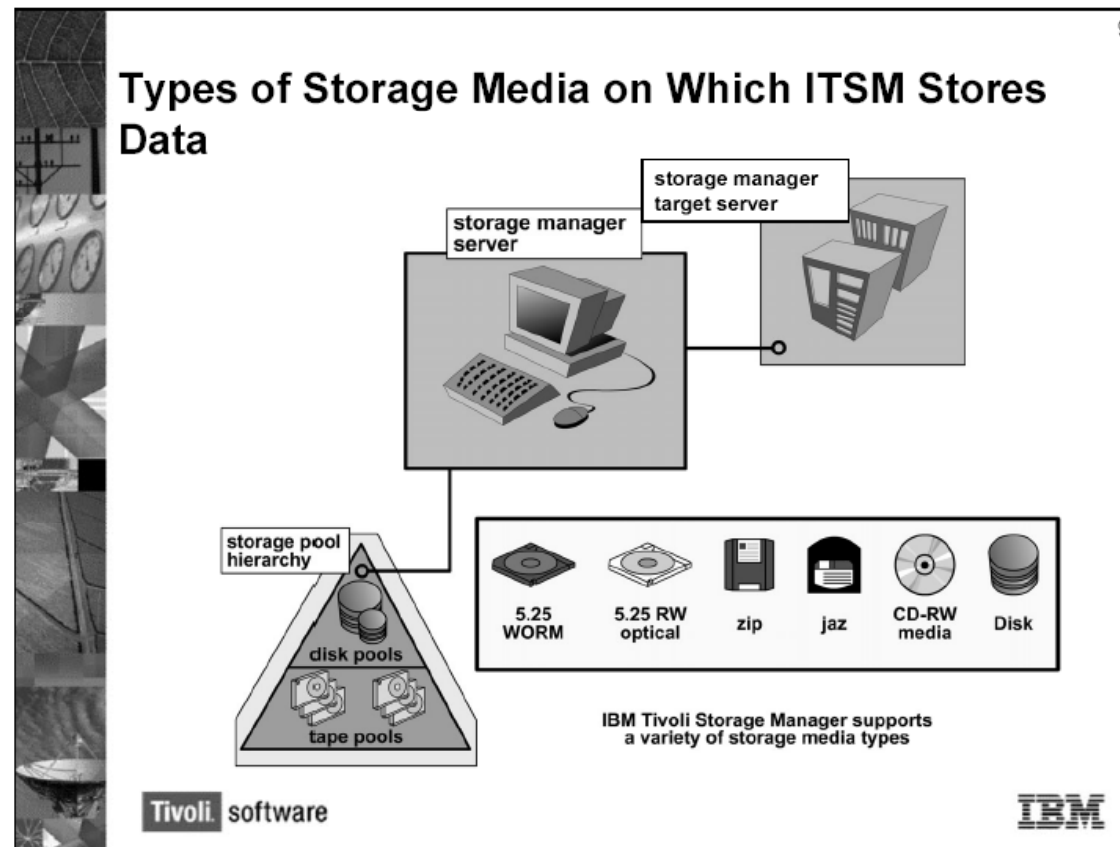 Types of Storage Media on Which ITSM Stores
Data
storage manager
target server
storage manager
server
storage pool
hierarchy
disk pools
tape pools
5.25
WORM
5.25 RW
optical
zip
jaz
CD-RW
media
Disk
IBM Tivoli Storage Manager supports
a variety of storage media types
Tivoli. software
IBM